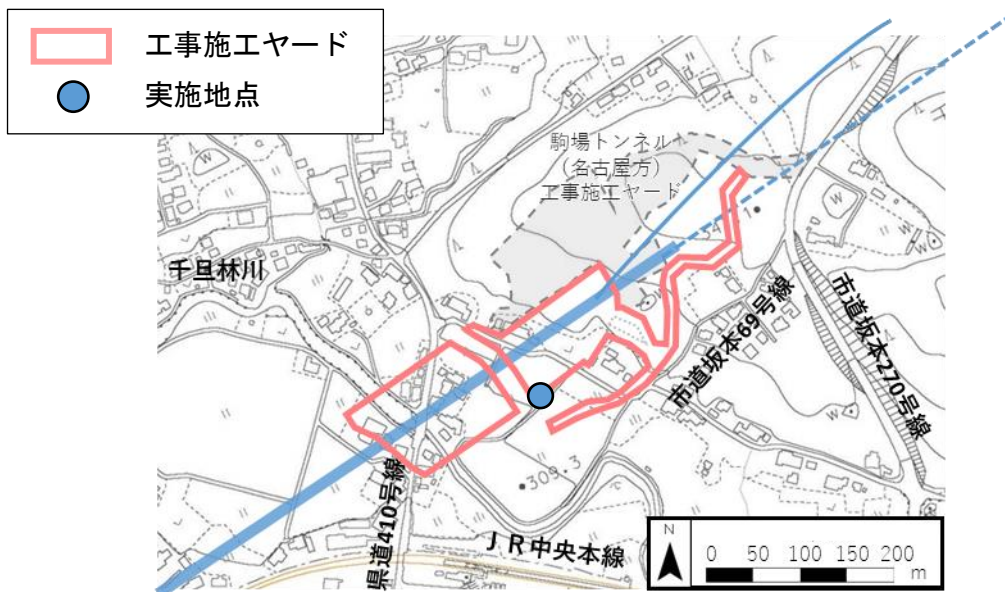 工事施工ヤード
実施地点
駒場トンネル
（名古屋方）
工事施工ヤード
千旦林川
市道坂本69号線
市道坂本270号線
県道410号線
309.3
ＪＲ中央本線
N
0 50 100 150 200
m